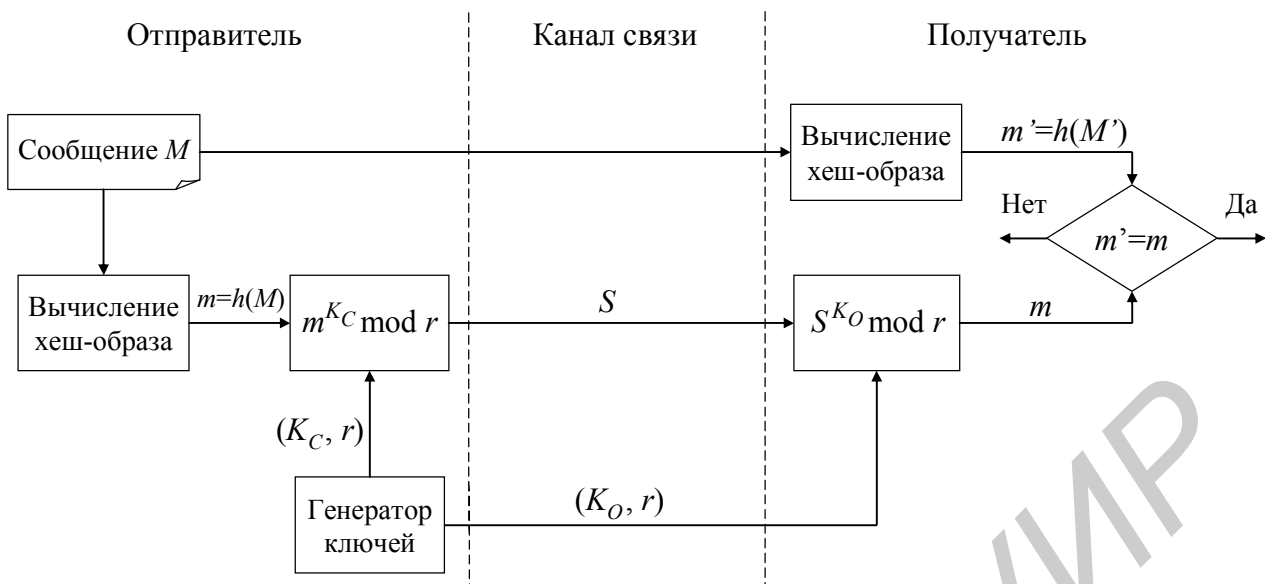 Отправитель
Канал связи
Получатель
Сообщение M
Вычисление
хеш-образа
m'=h(M')
Нет
Да
m'=m
Вычисление
хеш-образа
m=h(M)
m^{K_C} mod r
S
S^{K_O} mod r
m
(K_C, r)
Генератор
ключей
(K_O, r)